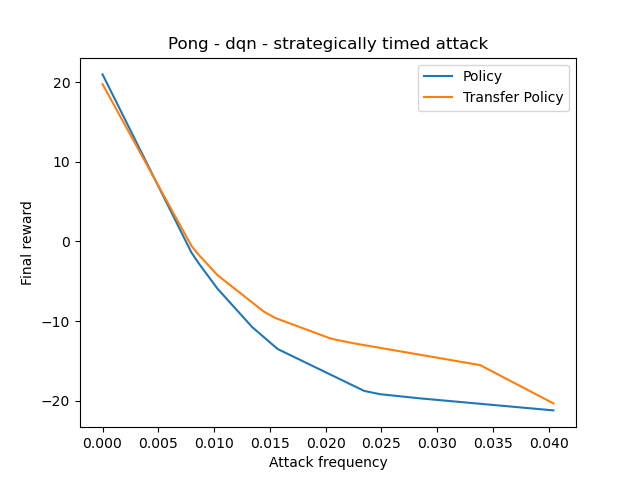 Pong - dqn - strategically timed attack
Policy
Transfer Policy
Final reward
20
10
0
−10
−20
0.000 0.005 0.010 0.015 0.020 0.025 0.030 0.035 0.040
Attack frequency